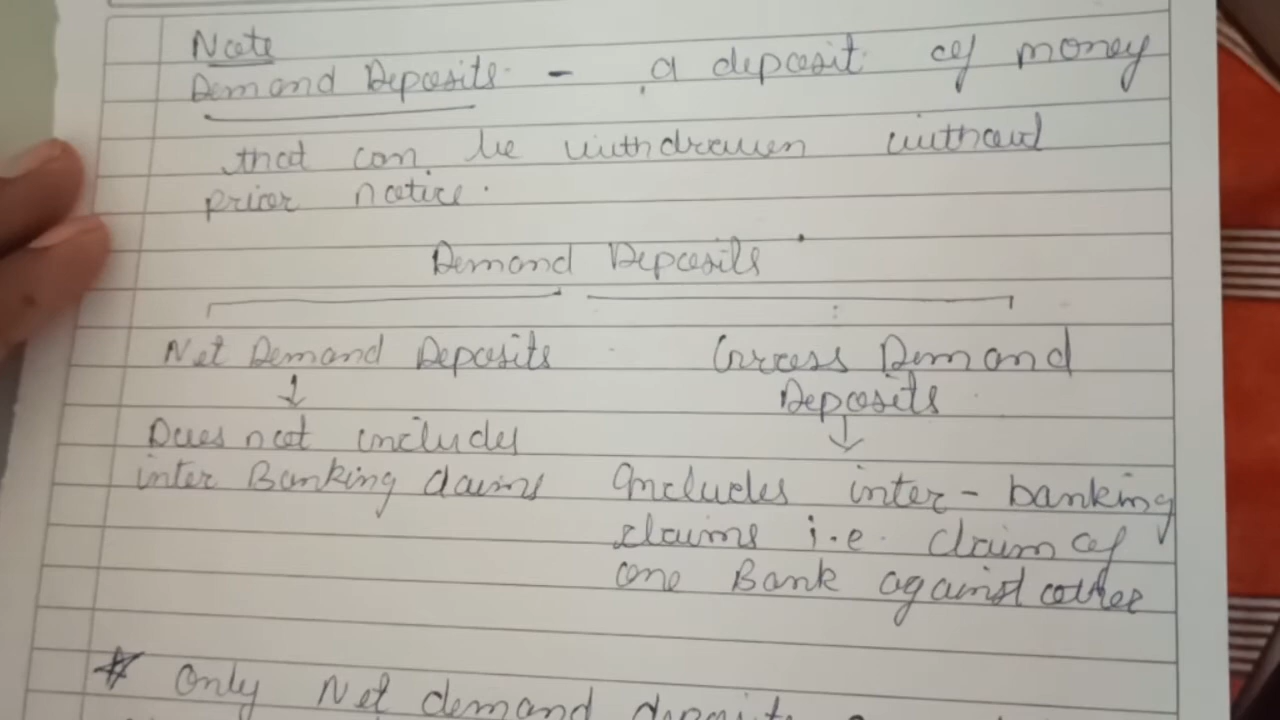 Note
Demand Deposits - a deposit of money
that can be withdrawn without
prior notice.
Demand Deposits
Net Demand Deposits
Gross Demand
Deposits
Does not includes
inter Banking claims
Includes inter-banking
claims i.e. claim of
one Bank against other
* Only Net demand deposits